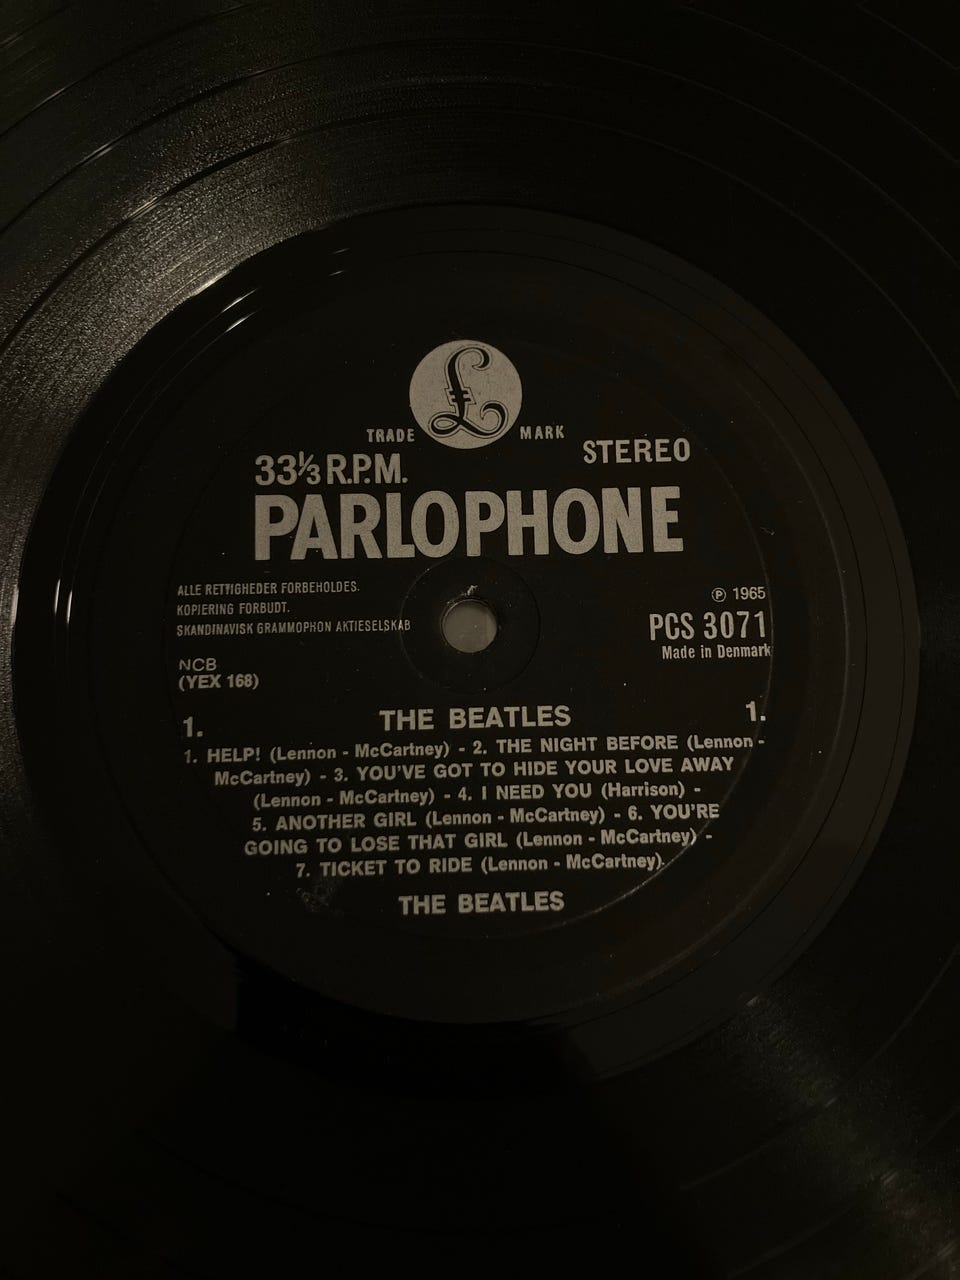 £
TRADE MARK
33⅓ R.P.M. STEREO
PARLOPHONE
ALLE RETTIGHEDER FORBEHOLDES.
KOPIERING FORBUDT.
SKANDINAVISK GRAMMOPHON AKTIESELSKAB
℗ 1965
PCS 3071
Made in Denmark
NCB
(YEX 168)
1. THE BEATLES 1.
1. HELP! (Lennon - McCartney) - 2. THE NIGHT BEFORE (Lennon -
McCartney) - 3. YOU'VE GOT TO HIDE YOUR LOVE AWAY
(Lennon - McCartney) - 4. I NEED YOU (Harrison) -
5. ANOTHER GIRL (Lennon - McCartney) - 6. YOU'RE
GOING TO LOSE THAT GIRL (Lennon - McCartney) -
7. TICKET TO RIDE (Lennon - McCartney).
THE BEATLES